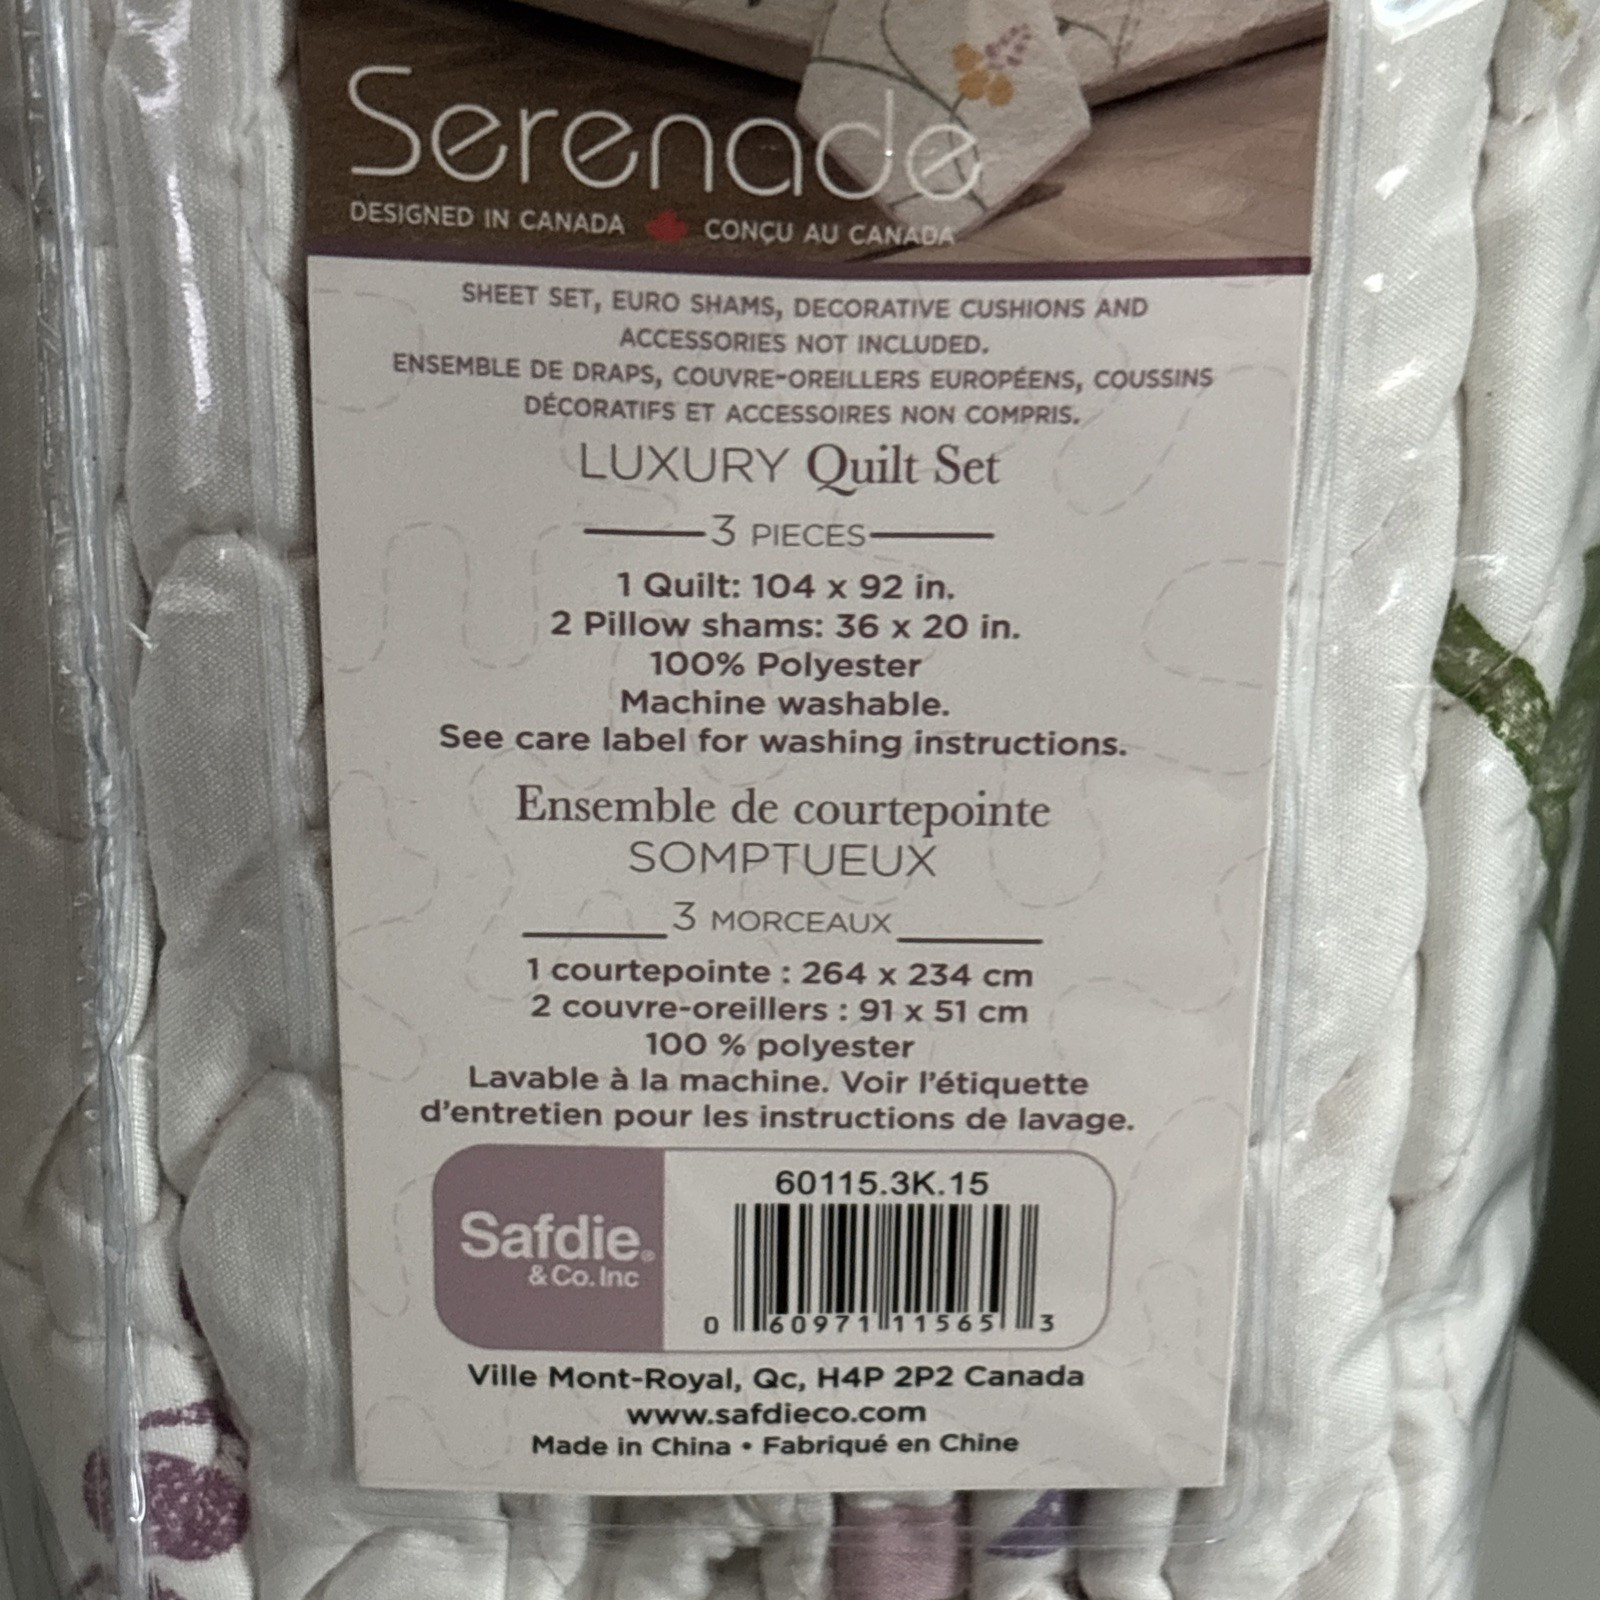 Serenade
DESIGNED IN CANADA CONÇU AU CANADA
SHEET SET, EURO SHAMS, DECORATIVE CUSHIONS AND
ACCESSORIES NOT INCLUDED.
ENSEMBLE DE DRAPS, COUVRE-OREILLERS EUROPÉENS, COUSSINS
DÉCORATIFS ET ACCESSOIRES NON COMPRIS.
LUXURY Quilt Set
3 PIECES
1 Quilt: 104 x 92 in.
2 Pillow shams: 36 x 20 in.
100% Polyester
Machine washable.
See care label for washing instructions.
Ensemble de courtepointe
SOMPTUEUX
3 MORCEAUX
1 courtepointe : 264 x 234 cm
2 couvre-oreillers : 91 x 51 cm
100 % polyester
Lavable à la machine. Voir l'étiquette
d'entretien pour les instructions de lavage.
60115.3K.15
Safdie®
& Co. Inc
0 60971 11565 3
Ville Mont-Royal, Qc, H4P 2P2 Canada
www.safdieco.com
Made in China • Fabriqué en Chine